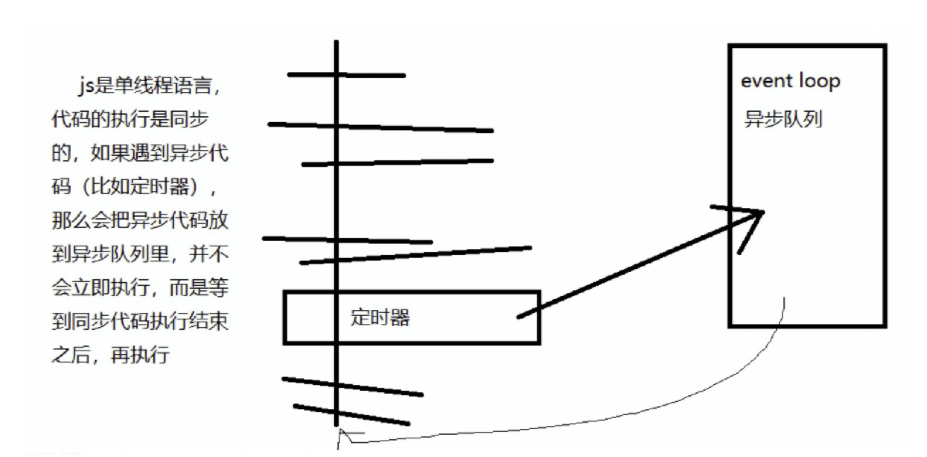 js是单线程语言，
代码的执行是同步
的，如果遇到异步代
码（比如定时器），
那么会把异步代码放
到异步队列里，并不
会立即执行，而是等
到同步代码执行结束
之后，再执行
定时器
event loop
异步队列